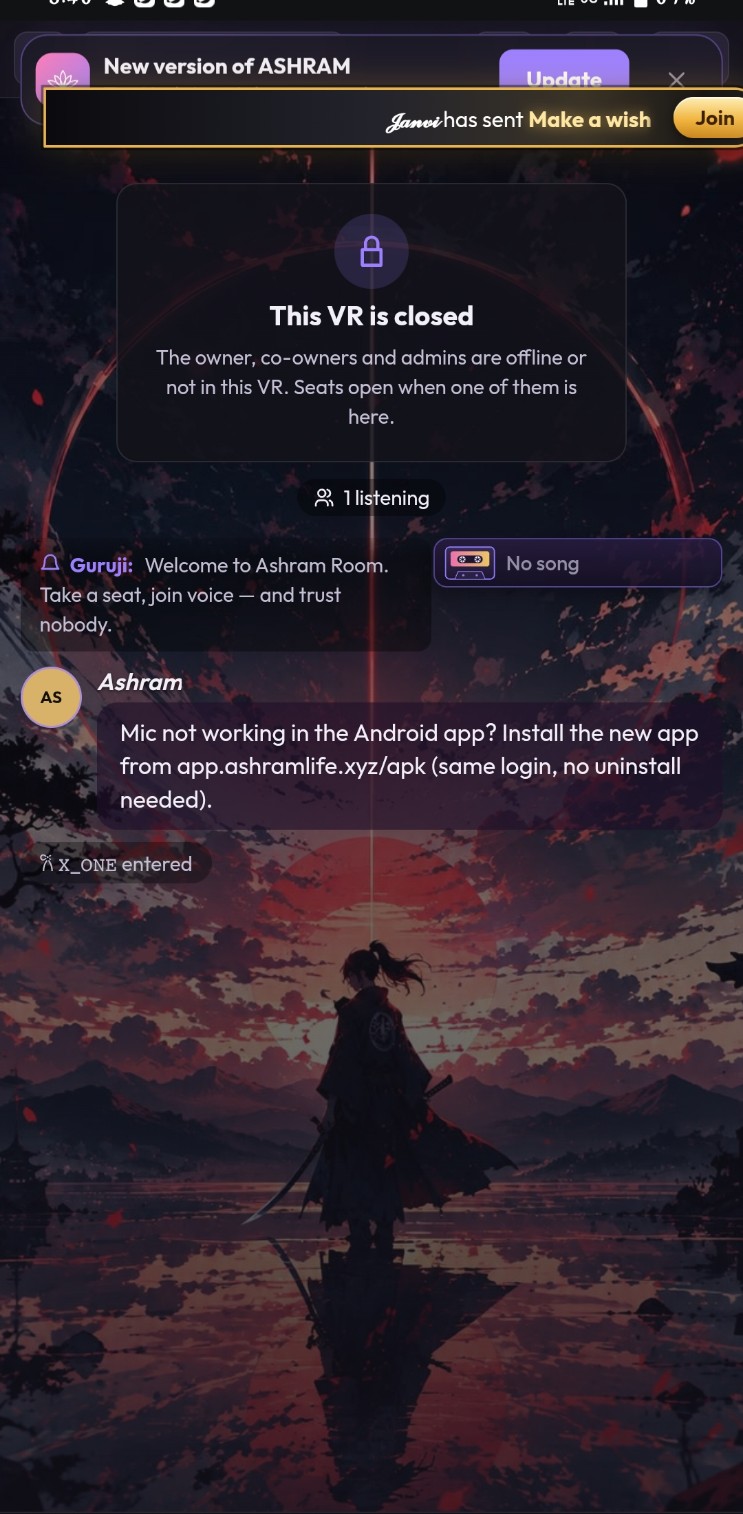 New version of ASHRAM
Update
Janvi has sent Make a wish
Join
This VR is closed
The owner, co-owners and admins are offline or
not in this VR. Seats open when one of them is
here.
1 listening
Guruji: Welcome to Ashram Room.
Take a seat, join voice — and trust
nobody.
No song
AS
Ashram
Mic not working in the Android app? Install the new app
from app.ashramlife.xyz/apk (same login, no uninstall
needed).
X_ONE entered